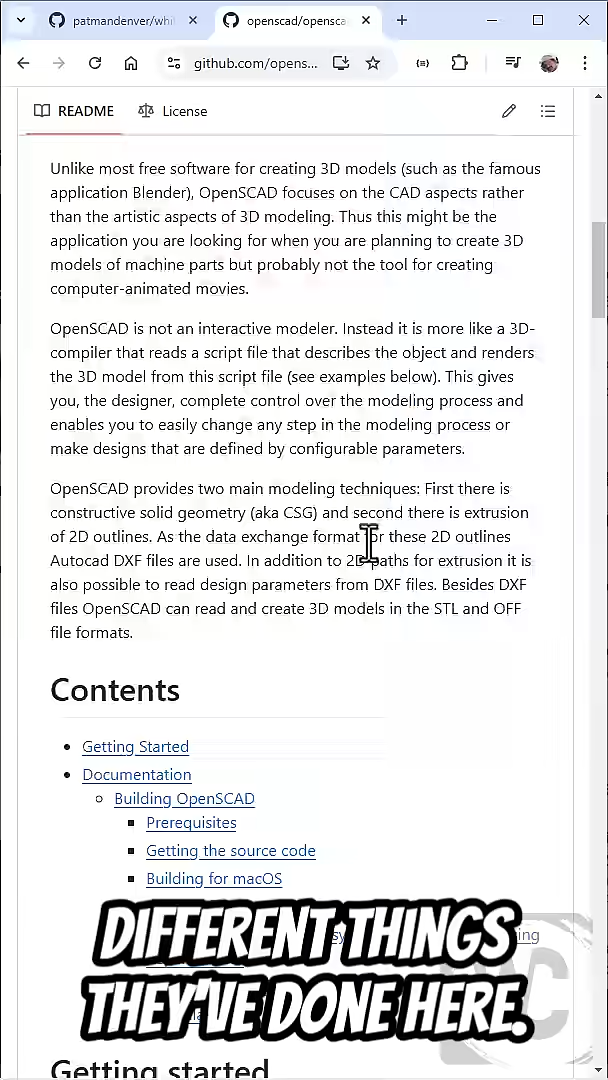 patmandenver/whi
openscad/opensca
github.com/opens...
README
License
Unlike most free software for creating 3D models (such as the famous
application Blender), OpenSCAD focuses on the CAD aspects rather
than the artistic aspects of 3D modeling. Thus this might be the
application you are looking for when you are planning to create 3D
models of machine parts but probably not the tool for creating
computer-animated movies.
OpenSCAD is not an interactive modeler. Instead it is more like a 3D-
compiler that reads a script file that describes the object and renders
the 3D model from this script file (see examples below). This gives
you, the designer, complete control over the modeling process and
enables you to easily change any step in the modeling process or
make designs that are defined by configurable parameters.
OpenSCAD provides two main modeling techniques: First there is
constructive solid geometry (aka CSG) and second there is extrusion
of 2D outlines. As the data exchange format for these 2D outlines
Autocad DXF files are used. In addition to 2D paths for extrusion it is
also possible to read design parameters from DXF files. Besides DXF
files OpenSCAD can read and create 3D models in the STL and OFF
file formats.
Contents
Getting Started
Documentation
Building OpenSCAD
Prerequisites
Getting the source code
Building for macOS
DIFFERENT THINGS
THEY'VE DONE HERE.
Getting started